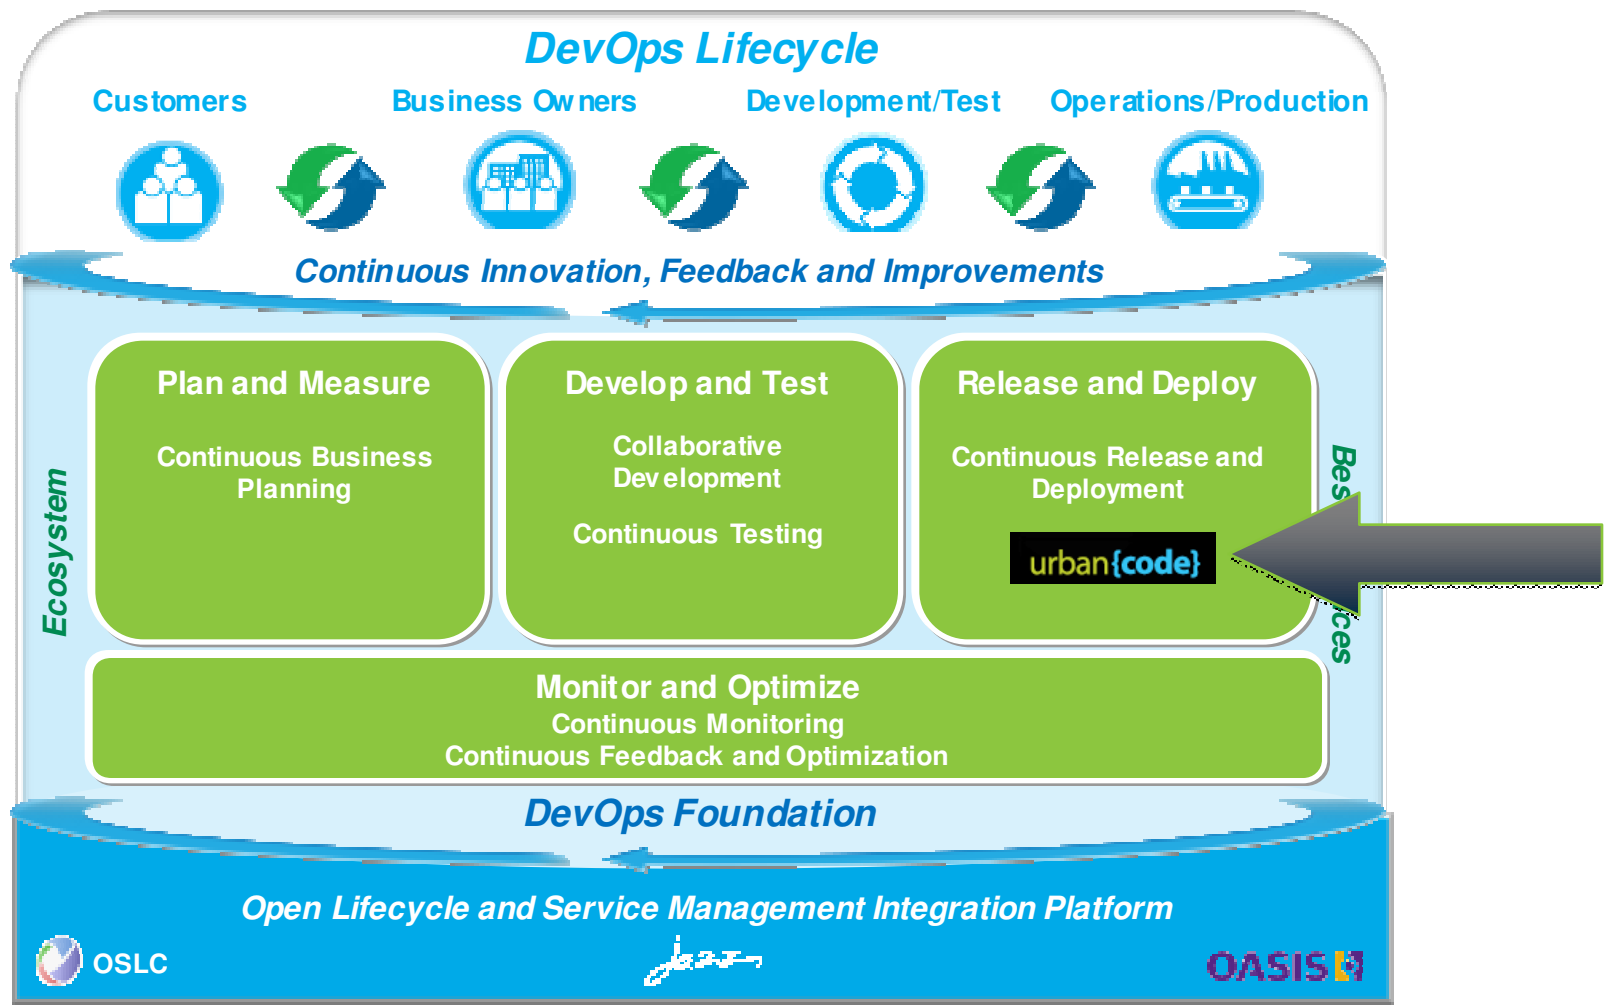 DevOps Lifecycle
Customers
Business Owners
Development/Test
Operations/Production
Continuous Innovation, Feedback and Improvements
Plan and Measure
Continuous Business
Planning
Develop and Test
Collaborative
Development
Continuous Testing
Release and Deploy
Continuous Release and
Deployment
urban{code}
Ecosystem
Monitor and Optimize
Continuous Monitoring
Continuous Feedback and Optimization
DevOps Foundation
Open Lifecycle and Service Management Integration Platform
OSLC
jazz
OASIS